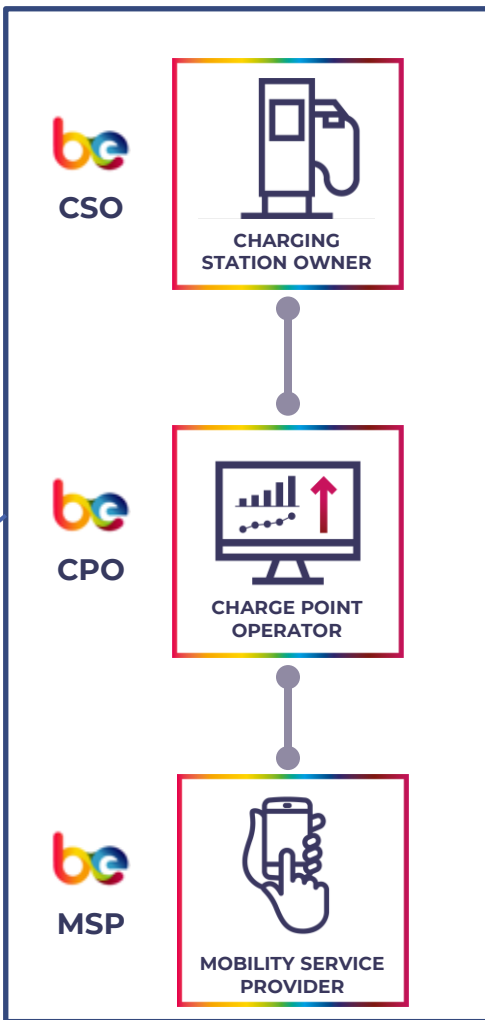 be
CSO
CHARGING
STATION OWNER
be
CPO
CHARGE POINT
OPERATOR
be
MSP
MOBILITY SERVICE
PROVIDER